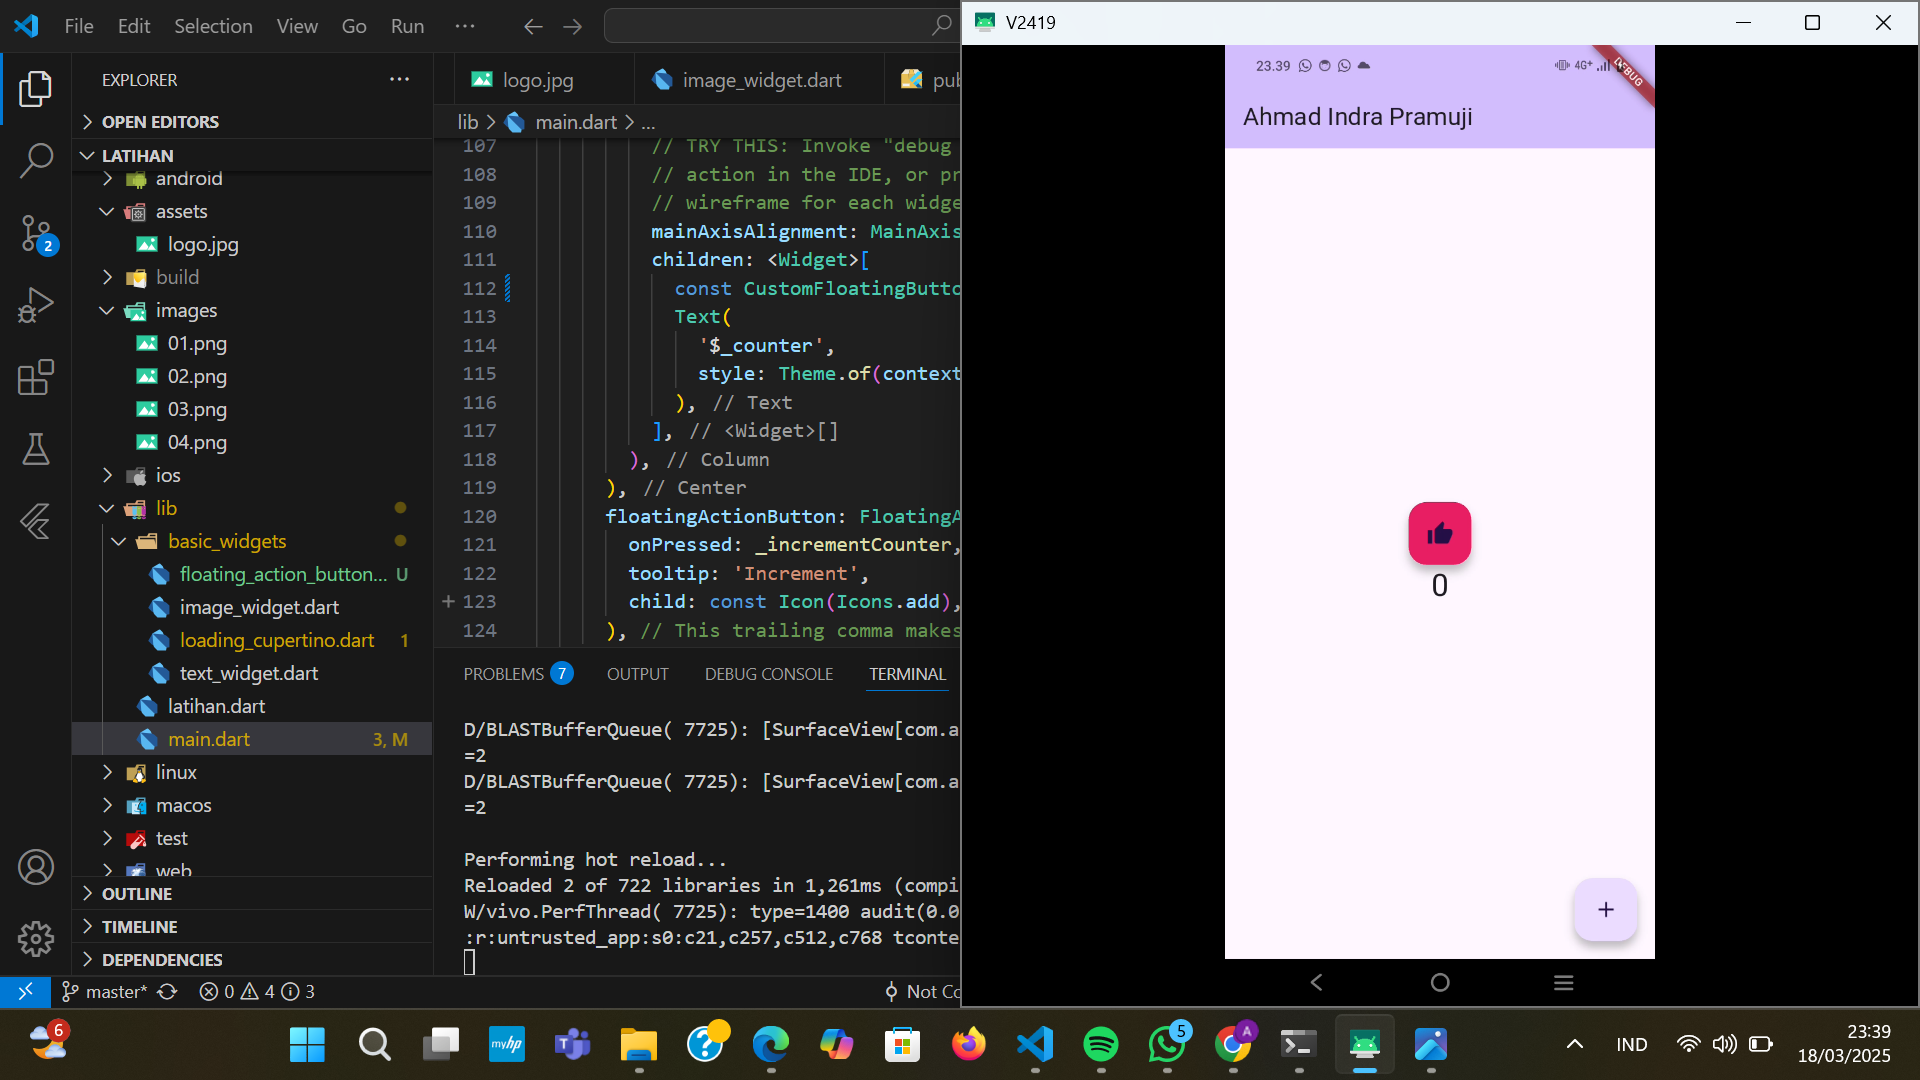 File Edit Selection View Go Run ...
V2419
EXPLORER
OPEN EDITORS
LATIHAN
android
assets
logo.jpg
build
images
01.png
02.png
03.png
04.png
ios
lib
basic_widgets
floating_action_button... U
image_widget.dart
loading_cupertino.dart 1
text_widget.dart
latihan.dart
main.dart 3, M
linux
macos
test
web
OUTLINE
TIMELINE
DEPENDENCIES
2
logo.jpg image_widget.dart pub
lib > main.dart > ...
107 // TRY THIS: Invoke "debug
108 // action in the IDE, or pr
109 // wireframe for each widge
110 mainAxisAlignment: MainAxis
111 children: <Widget>[
112 const CustomFloatingButto
113 Text(
114 '$_counter',
115 style: Theme.of(context
116 ), // Text
117 ], // <Widget>[]
118 ), // Column
119 ), // Center
120 floatingActionButton: FloatingA
121 onPressed: _incrementCounter,
122 tooltip: 'Increment',
123 child: const Icon(Icons.add),
124 ), // This trailing comma makes
PROBLEMS 7 OUTPUT DEBUG CONSOLE TERMINAL
D/BLASTBufferQueue( 7725): [SurfaceView[com.a
=2
D/BLASTBufferQueue( 7725): [SurfaceView[com.a
=2
Performing hot reload...
Reloaded 2 of 722 libraries in 1,261ms (compi
W/vivo.PerfThread( 7725): type=1400 audit(0.0
:r:untrusted_app:s0:c21,c257,c512,c768 tconte
master* 0 4 3 Not Co
23.39 4G+
DEBUG
Ahmad Indra Pramuji
0
+
6
myhp
5
A
IND
23:39
18/03/2025